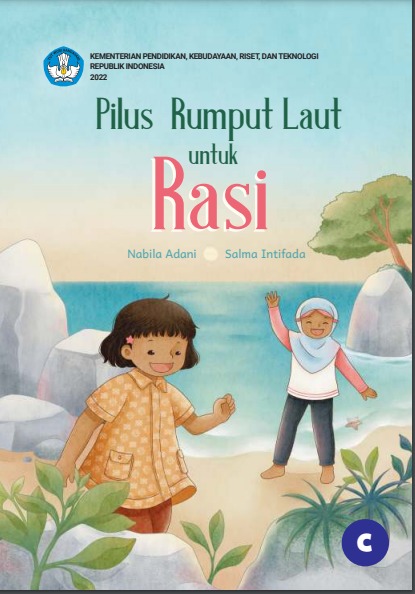 KEMENTERIAN PENDIDIKAN, KEBUDAYAAN, RISET, DAN TEKNOLOGI
REPUBLIK INDONESIA
2022
Pilus Rumput Laut
untuk
Rasi
Nabila Adani
Salma Intifada
C